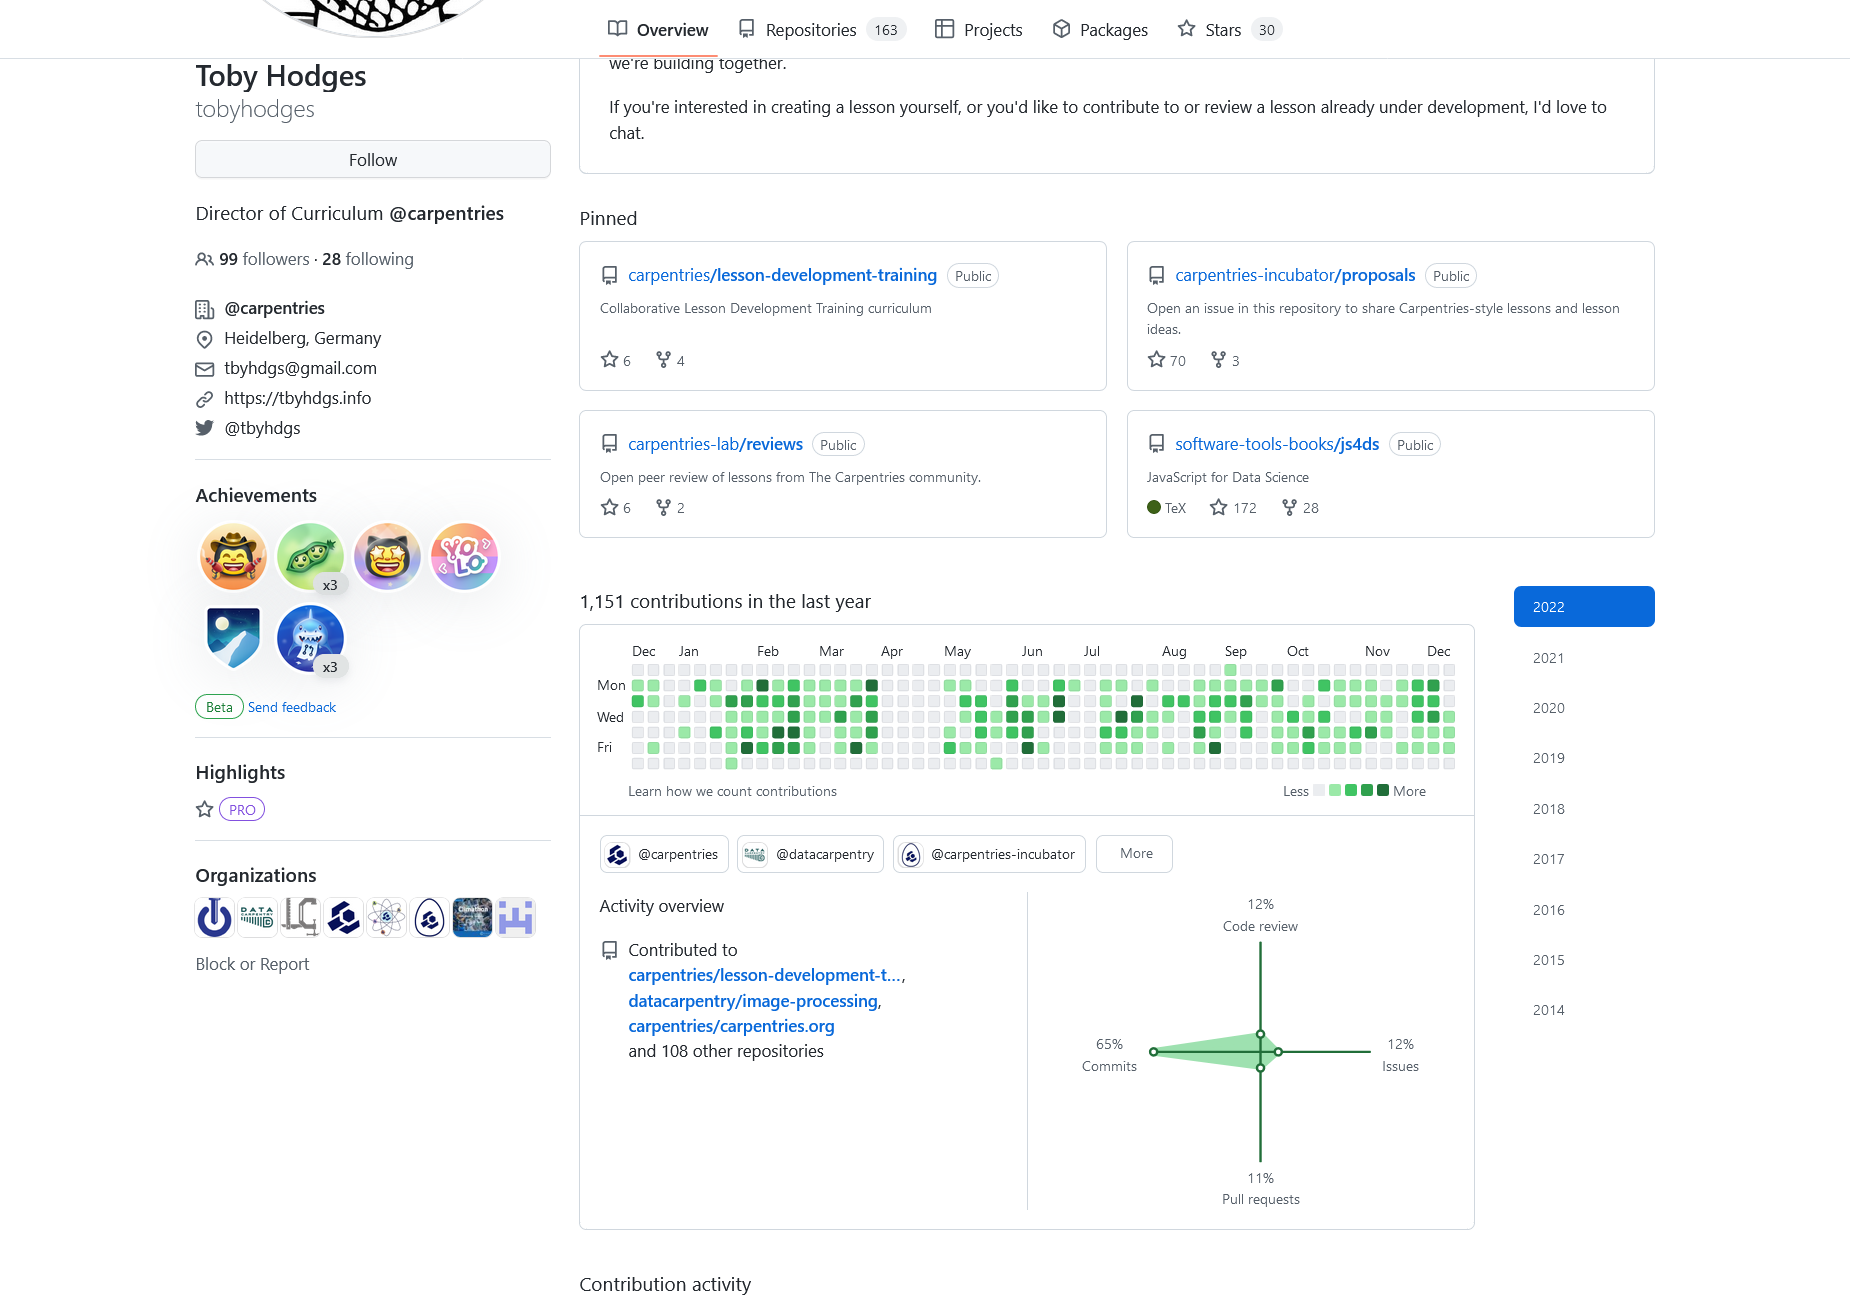 Overview
Repositories 163
Projects
Packages
Stars 30
Toby Hodges
tobyhodges
Follow
Director of Curriculum @carpentries
99 followers · 28 following
@carpentries
Heidelberg, Germany
tbyhdgs@gmail.com
https://tbyhdgs.info
@tbyhdgs
Achievements
YOLO
x3
x3
Beta Send feedback
Highlights
PRO
Organizations
DATA CARPENTRY
LC
Block or Report
we're building together.
If you're interested in creating a lesson yourself, or you'd like to contribute to or review a lesson already under development, I'd love to
chat.
Pinned
carpentries/lesson-development-training Public
Collaborative Lesson Development Training curriculum
6 4
carpentries-incubator/proposals Public
Open an issue in this repository to share Carpentries-style lessons and lesson
ideas.
70 3
carpentries-lab/reviews Public
Open peer review of lessons from The Carpentries community.
6 2
software-tools-books/js4ds Public
JavaScript for Data Science
TeX 172 28
1,151 contributions in the last year
Dec Jan Feb Mar Apr May Jun Jul Aug Sep Oct Nov Dec
Mon
Wed
Fri
Learn how we count contributions
Less More
@carpentries
@datacarpentry
@carpentries-incubator
More
Activity overview
Contributed to
carpentries/lesson-development-t…,
datacarpentry/image-processing,
carpentries/carpentries.org
and 108 other repositories
12%
Code review
65%
Commits
12%
Issues
11%
Pull requests
2022
2021
2020
2019
2018
2017
2016
2015
2014
Contribution activity